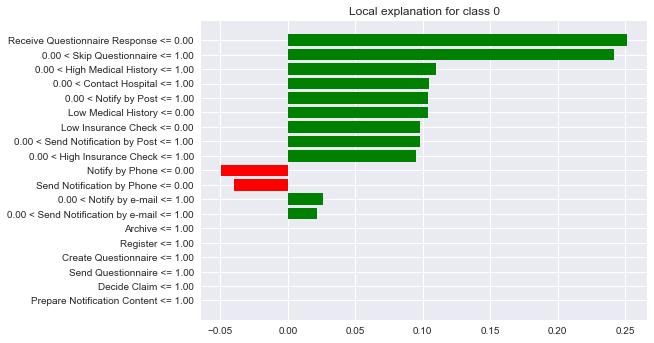 Local explanation for class 0
Receive Questionnaire Response <= 0.00
0.00 < Skip Questionnaire <= 1.00
0.00 < High Medical History <= 1.00
0.00 < Contact Hospital <= 1.00
0.00 < Notify by Post <= 1.00
Low Medical History <= 0.00
Low Insurance Check <= 0.00
0.00 < Send Notification by Post <= 1.00
0.00 < High Insurance Check <= 1.00
Notify by Phone <= 0.00
Send Notification by Phone <= 0.00
0.00 < Notify by e-mail <= 1.00
0.00 < Send Notification by e-mail <= 1.00
Archive <= 1.00
Register <= 1.00
Create Questionnaire <= 1.00
Send Questionnaire <= 1.00
Decide Claim <= 1.00
Prepare Notification Content <= 1.00
−0.05 0.00 0.05 0.10 0.15 0.20 0.25